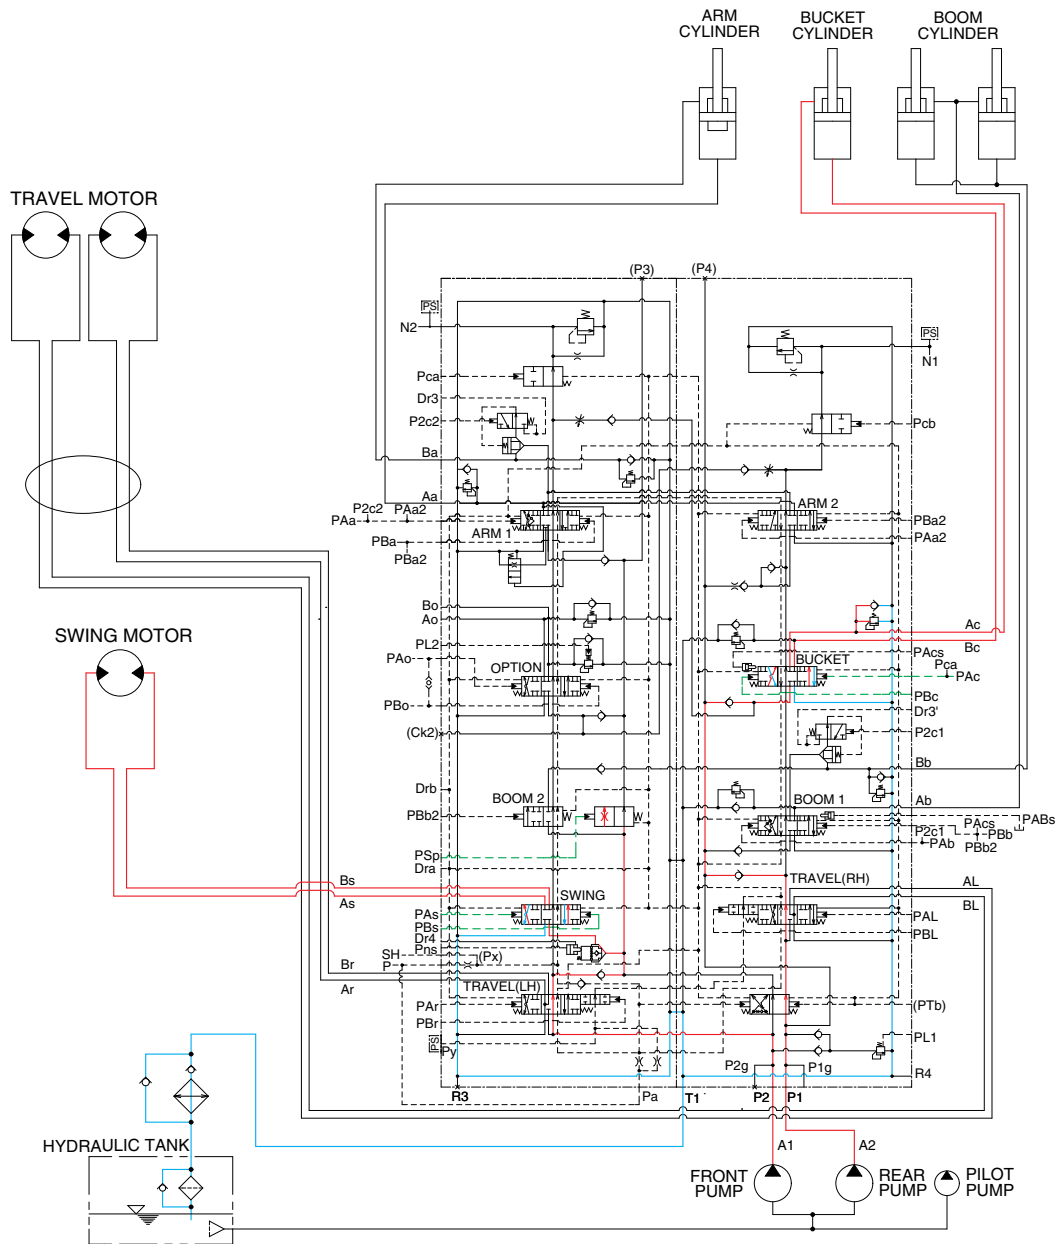 ARM
CYLINDER
BUCKET
CYLINDER
BOOM
CYLINDER
TRAVEL MOTOR
(P3)
(P4)
PS
N2
PS
N1
Pca
Dr3
P2c2
Pcb
Ba
Aa
P2c2
PAa2
PAa
ARM 1
ARM 2
PBa
PBa2
PBa2
PAa2
Bo
Ao
PL2
PAo
OPTION
PBo
(Ck2)
SWING MOTOR
Ac
Bc
PAcs
BUCKET
Pca
PAc
PBc
Dr3'
P2c1
Bb
Drb
BOOM 2
PBb2
PSp
Dra
Ab
BOOM 1
PAcs
PABs
P2c1
PBb
PAb
PBb2
Bs
As
SWING
PAs
PBs
Dr4
Pns
SH
P
(Px)
TRAVEL(RH)
AL
BL
PAL
PBL
Br
Ar
TRAVEL(LH)
PAr
PBr
PS
Py
(PTb)
PL1
P2g
P1g
R4
R3
Pa
T1
P2
P1
HYDRAULIC TANK
A1
A2
FRONT
PUMP
REAR
PUMP
PILOT
PUMP